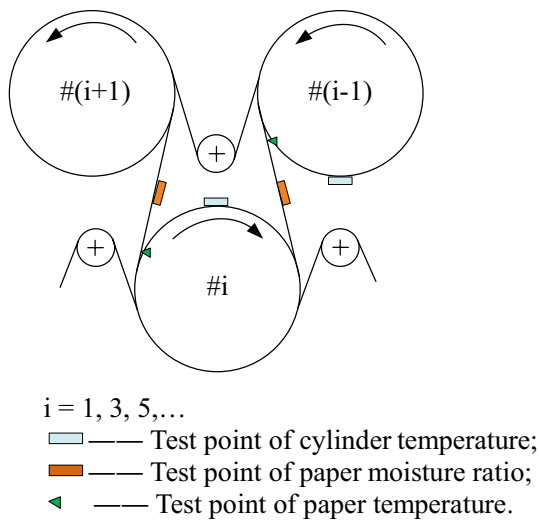 #(i+1) #(i-1)
#i
i = 1, 3, 5,...
—— Test point of cylinder temperature;
—— Test point of paper moisture ratio;
—— Test point of paper temperature.